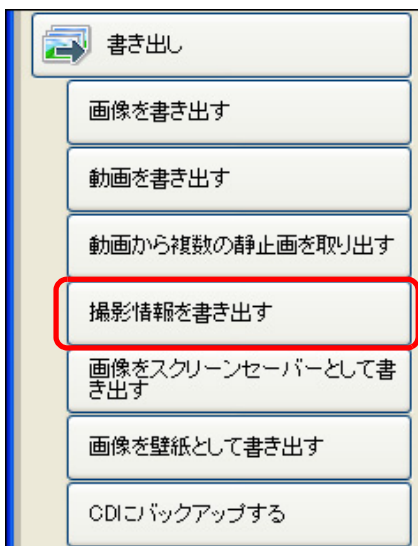 書き出し
画像を書き出す
動画を書き出す
動画から複数の静止画を取り出す
撮影情報を書き出す
画像をスクリーンセーバーとして書
き出す
画像を壁紙として書き出す
CDにバックアップする